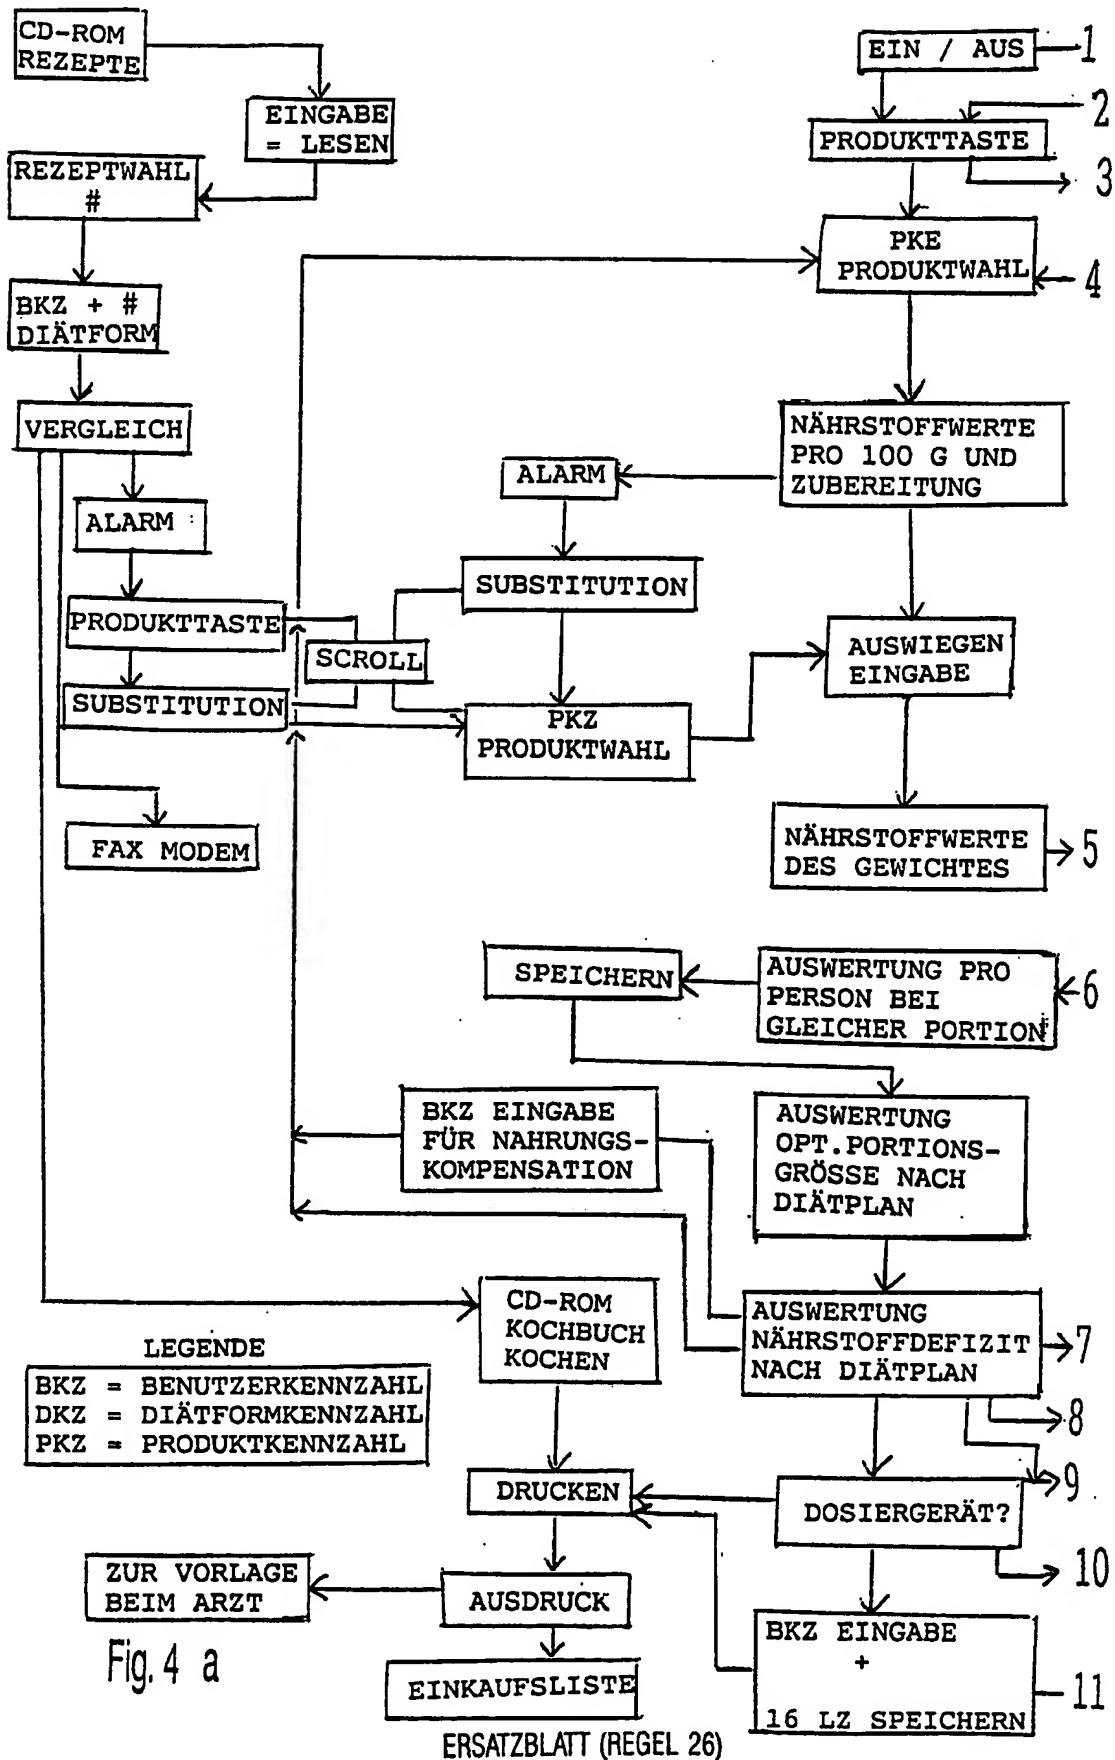 CD-ROM
REZEPTE
EIN / AUS
1
EINGABE
= LESEN
2
PRODUKTTASTE
3
REZEPTWAHL
#
PKE
PRODUKTWAHL
4
BKZ + #
DIÄTFORM
VERGLEICH
NÄHRSTOFFWERTE
PRO 100 G UND
ZUBEREITUNG
ALARM
ALARM
SUBSTITUTION
PRODUKTTASTE
SCROLL
AUSWIEGEN
EINGABE
SUBSTITUTION
PKZ
PRODUKTWAHL
FAX MODEM
NÄHRSTOFFWERTE
DES GEWICHTES
5
SPEICHERN
AUSWERTUNG PRO
PERSON BEI
GLEICHER PORTION
6
BKZ EINGABE
FÜR NAHRUNGS-
KOMPENSATION
AUSWERTUNG
OPT.PORTIONS-
GRÖSSE NACH
DIÄTPLAN
CD-ROM
KOCHBUCH
KOCHEN
AUSWERTUNG
NÄHRSTOFFDEFIZIT
NACH DIÄTPLAN
7
8
LEGENDE
BKZ = BENUTZERKENNZAHL
DKZ = DIÄTFORMKENNZAHL
PKZ = PRODUKTKENNZAHL
9
DRUCKEN
DOSIERGERÄT?
10
ZUR VORLAGE
BEIM ARZT
AUSDRUCK
BKZ EINGABE
+
16 LZ SPEICHERN
11
EINKAUFSLISTE
Fig. 4 a
ERSATZBLATT (REGEL 26)